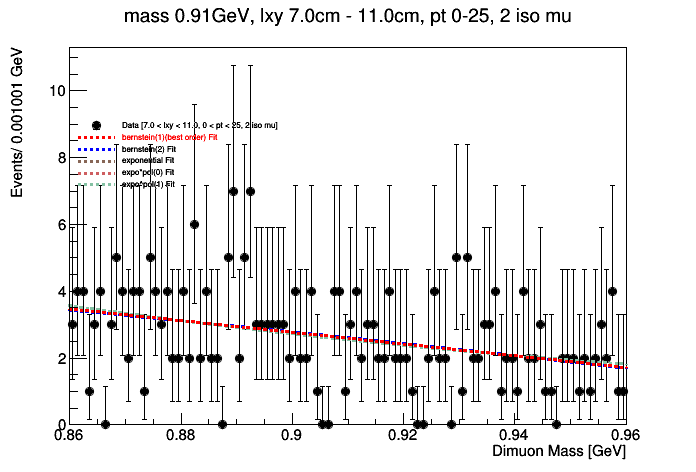 mass 0.91GeV, lxy 7.0cm - 11.0cm, pt 0-25, 2 iso mu
Events/ 0.001001 GeV
10
8
6
4
2
0
Data [7.0 < lxy < 11.0, 0 < pt < 25, 2 iso mu]
bernstein(1)(best order) Fit
bernstein(2) Fit
exponential Fit
expo*pol(0) Fit
expo*pol(1) Fit
0.86 0.88 0.9 0.92 0.94 0.96
Dimuon Mass [GeV]